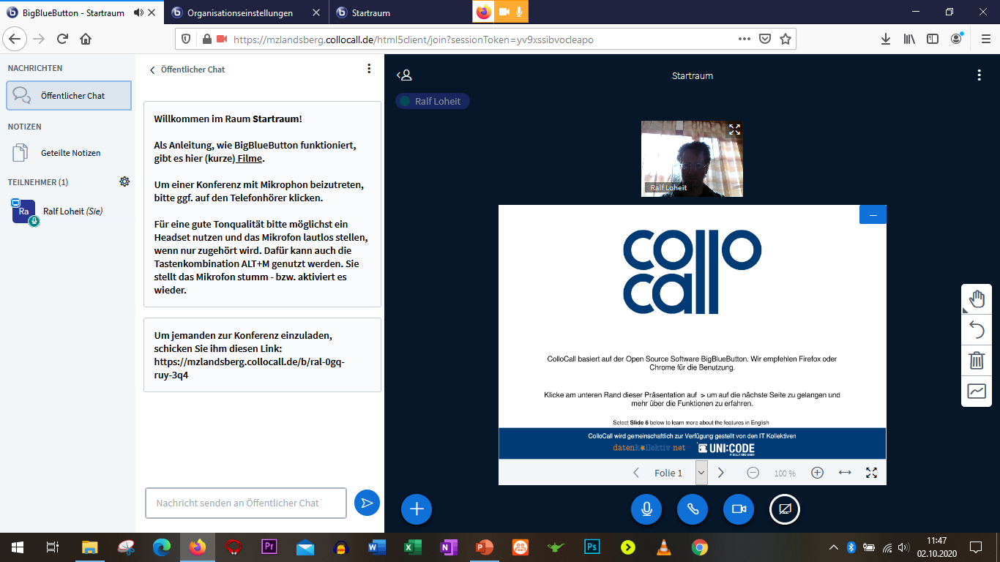 BigBlueButton - Startraum
Organisationseinstellungen
Startraum
https://mzlandsberg.collocall.de/html5client/join?sessionToken=yv9xssibvocleapo
NACHRICHTEN
Öffentlicher Chat
NOTIZEN
Geteilte Notizen
TEILNEHMER (1)
Ra
Ralf Loheit (Sie)
Öffentlicher Chat
Willkommen im Raum Startraum!
Als Anleitung, wie BigBlueButton funktioniert,
gibt es hier (kurze) Filme.
Um einer Konferenz mit Mikrophon beizutreten,
bitte ggf. auf den Telefonhörer klicken.
Für eine gute Tonqualität bitte möglichst ein
Headset nutzen und das Mikrofon lautlos stellen,
wenn nur zugehört wird. Dafür kann auch die
Tastenkombination ALT+M genutzt werden. Sie
stellt das Mikrofon stumm - bzw. aktiviert es
wieder.
Um jemanden zur Konferenz einzuladen,
schicken Sie ihm diesen Link:
https://mzlandsberg.collocall.de/b/ral-0gq-
ruy-3q4
Nachricht senden an Öffentlicher Chat
Startraum
Ralf Loheit
Ralf Loheit
collo
call
ColloCall basiert auf der Open Source Software BigBlueButton. Wir empfehlen Firefox oder
Chrome für die Benutzung.
Klicke am unteren Rand dieser Präsentation auf > um auf die nächste Seite zu gelangen und
mehr über die Funktionen zu erfahren.
Select Slide 6 below to learn more about the features in English
ColloCall wird gemeinschaftlich zur Verfügung gestellt von den IT Kollektiven
datenkollektiv net
UNI:CODE
Folie 1
100 %
Pr
Ps
11:47
02.10.2020